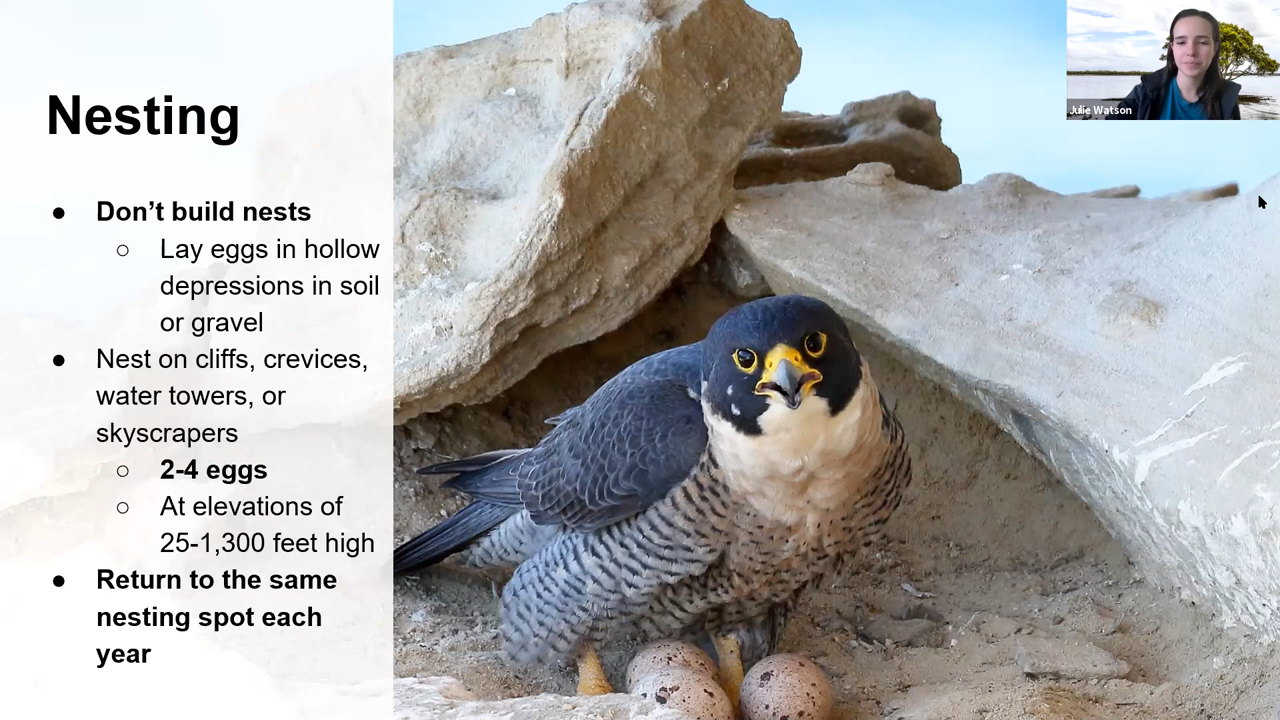 Nesting
● Don’t build nests
○ Lay eggs in hollow
depressions in soil
or gravel
● Nest on cliffs, crevices,
water towers, or
skyscrapers
○ 2-4 eggs
○ At elevations of
25-1,300 feet high
● Return to the same
nesting spot each
year
Julie Watson